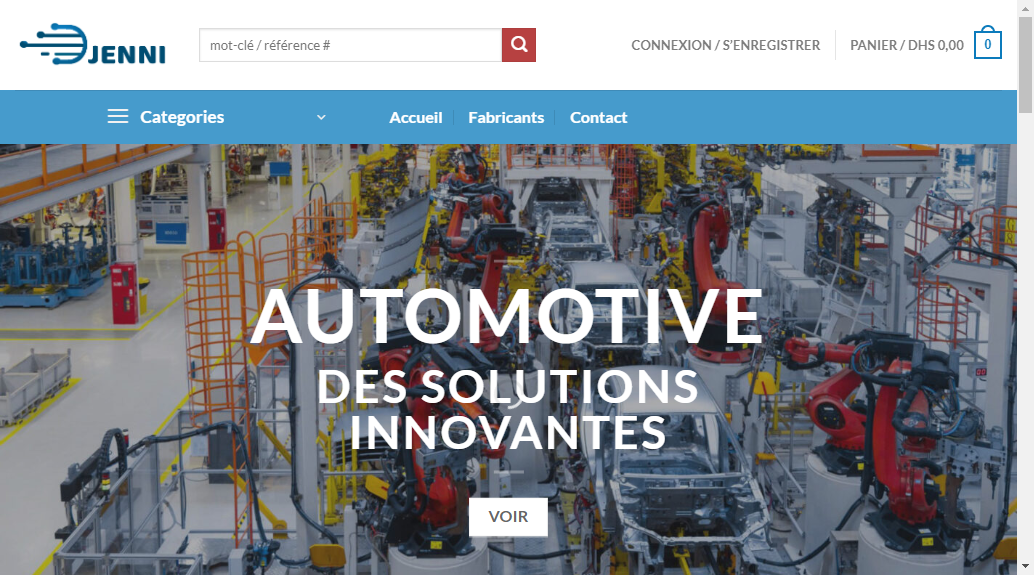 DJENNI
mot-clé / référence #
CONNEXION / S'ENREGISTRER
PANIER / DHS 0,00
0
Categories
Accueil
Fabricants
Contact
AUTOMOTIVE
DES SOLUTIONS
INNOVANTES
VOIR